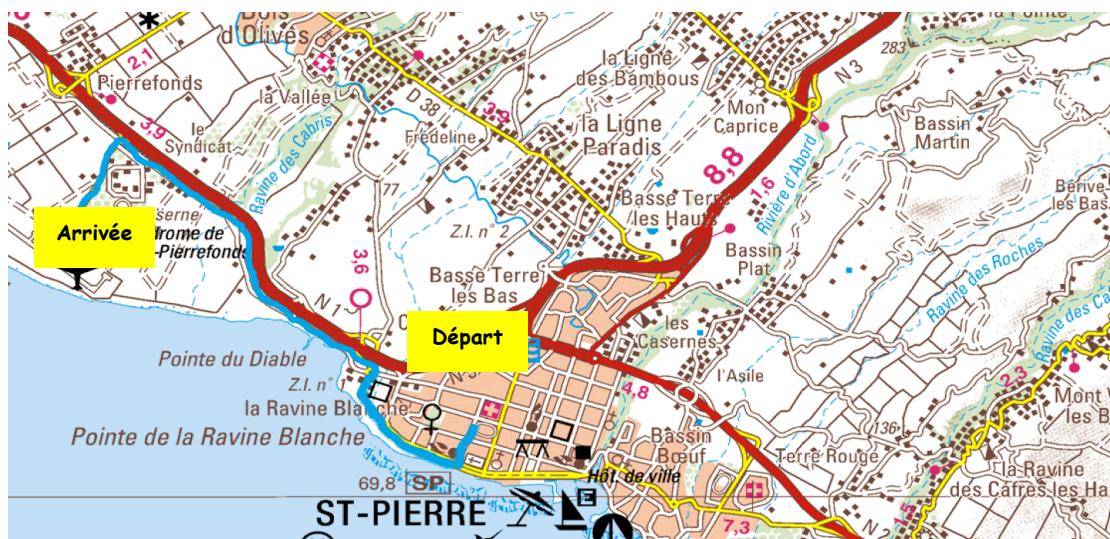 Bois
d'Olives
la Pointe
283
N 3
2,1
Pierrefonds
la Vallée
la Ligne
des Bambous
D 38
3,9
Mon
Caprice
3,9
le
Syndicat
Ravine des Cabris
Fredeline
la Ligne
Paradis
8,8
Bassin
Martin
77
1,6
Rivière d'Abord
Basse Terre
les Hauts
Bérive
les Bas
Arrivée
aserne
drome de
-Pierrefonds
Z.I. n° 2
3,6
Bassin
Plat
Basse Terre
les Bas
Ravine des Roches
N 1
Départ
les
Casernes
Pointe du Diable
Z.I. n° 1
4,8
l'Asile
2,3
la Ravine Blanche
Pointe de la Ravine Blanche
136
Mont
les B
Bassin
Bœuf
Terre Rouge
69,8
SP
Hôt. de ville
la Ravine
des Cafres les Ha
ST-PIERRE
7,3
N 2
1,5